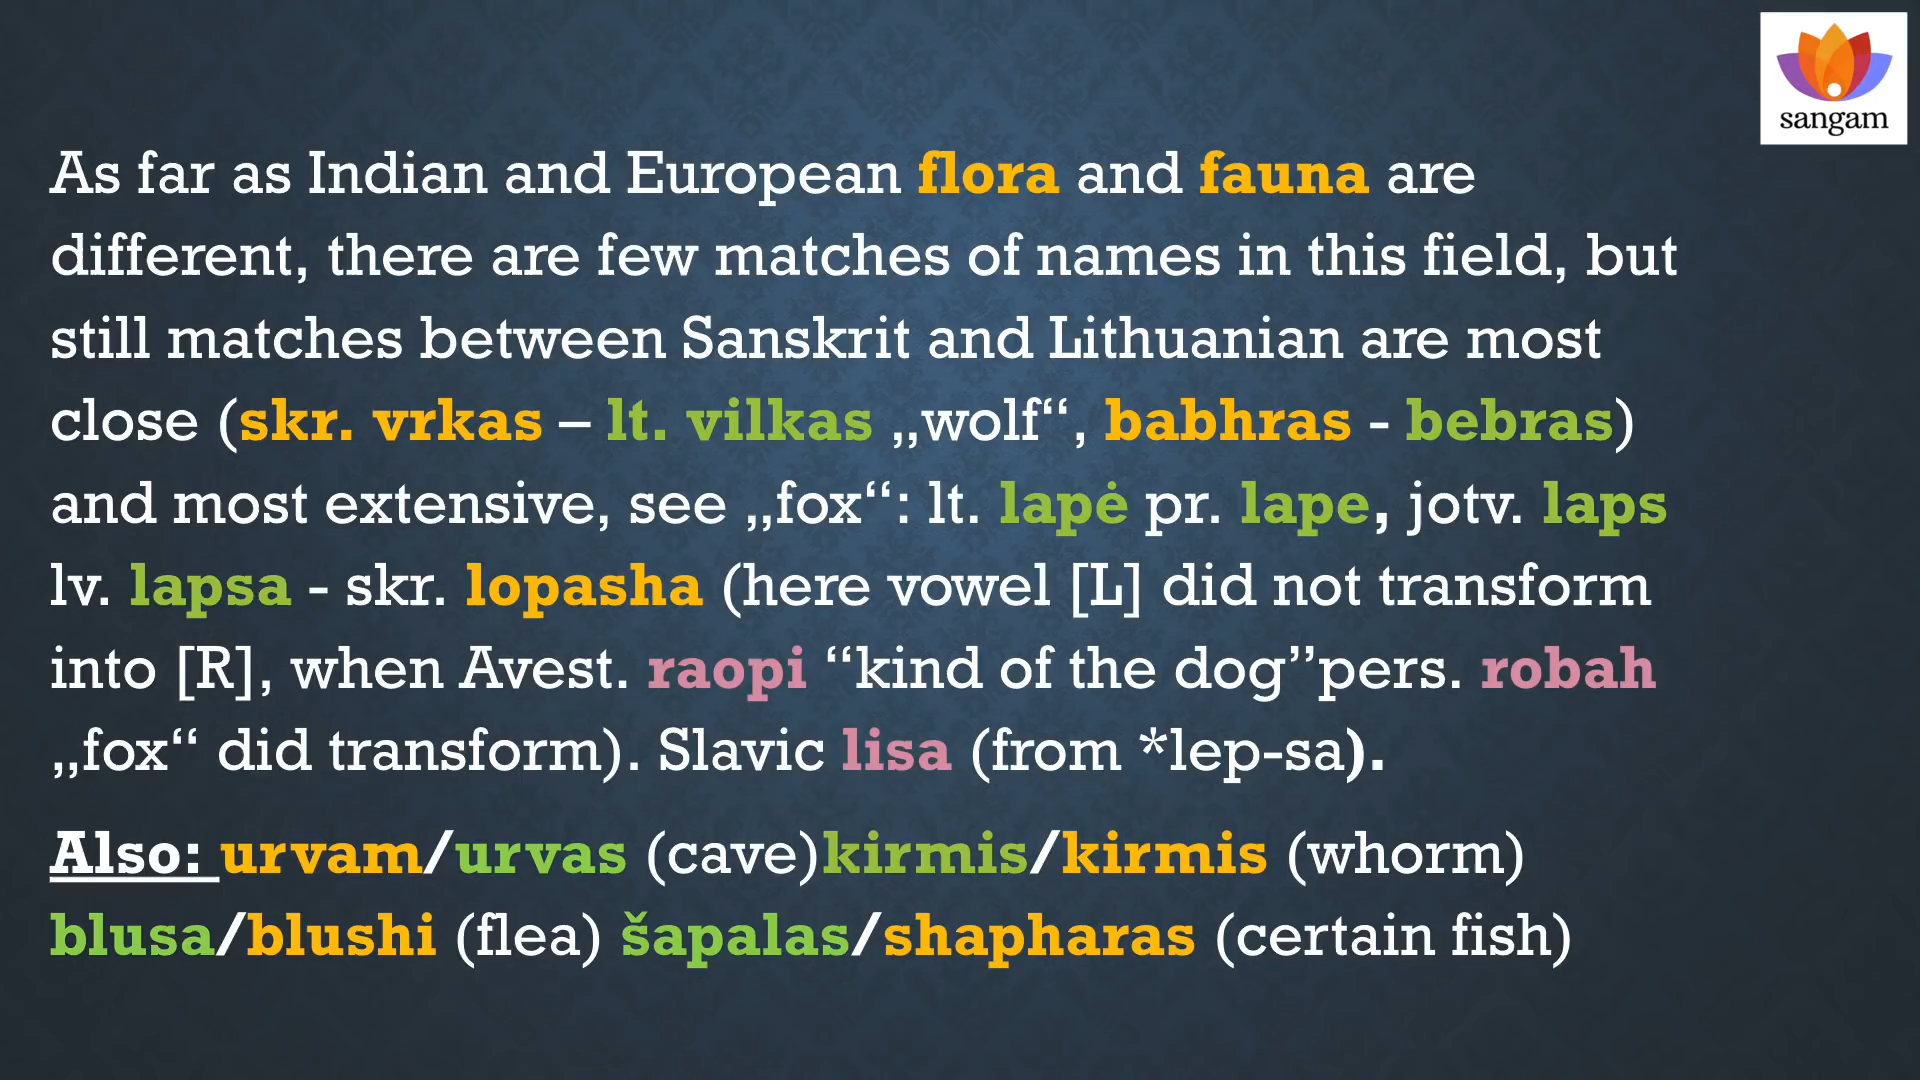 sangam
As far as Indian and European flora and fauna are
different, there are few matches of names in this field, but
still matches between Sanskrit and Lithuanian are most
close (skr. vrkas – lt. vilkas „wolf“, babhras - bebras)
and most extensive, see „fox“: lt. lapė pr. lape, jotv. laps
lv. lapsa - skr. lopasha (here vowel [L] did not transform
into [R], when Avest. raopi “kind of the dog”pers. robah
„fox“ did transform). Slavic lisa (from *lep-sa).
Also: urvam/urvas (cave)kirmis/kirmis (whorm)
blusa/blushi (flea) šapalas/shapharas (certain fish)